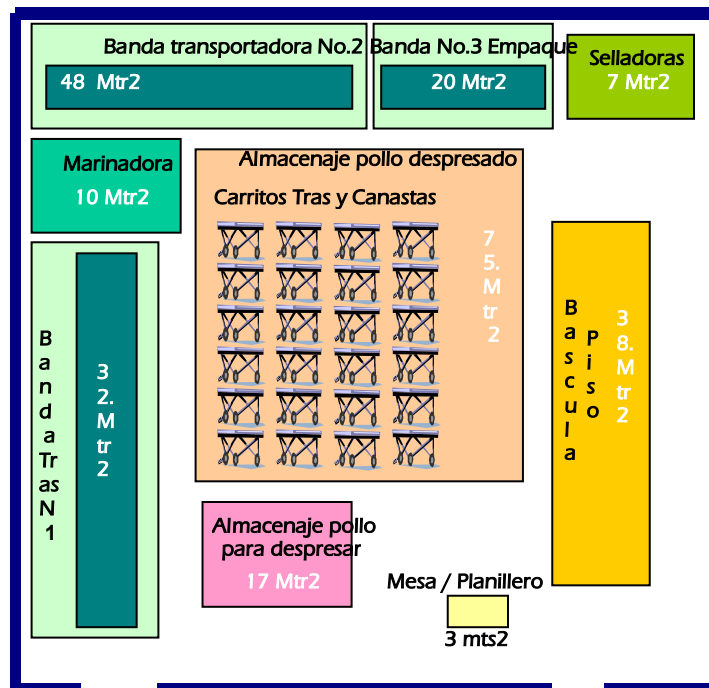 Banda transportadora No.2
48 Mtr2
Banda No.3 Empaque
20 Mtr2
Selladoras
7 Mtr2
Marinadora
10 Mtr2
Almacenaje pollo despresado
Carritos Tras y Canastas
7
5.
M
tr
2
B
a
n
d
a
Tr
as
N
1
3
2.
M
tr
2
B
a
s
c
u
l
a
P
i
s
o
3
8.
M
tr
2
Almacenaje pollo
para despresar
17 Mtr2
Mesa / Planillero
3 mts2